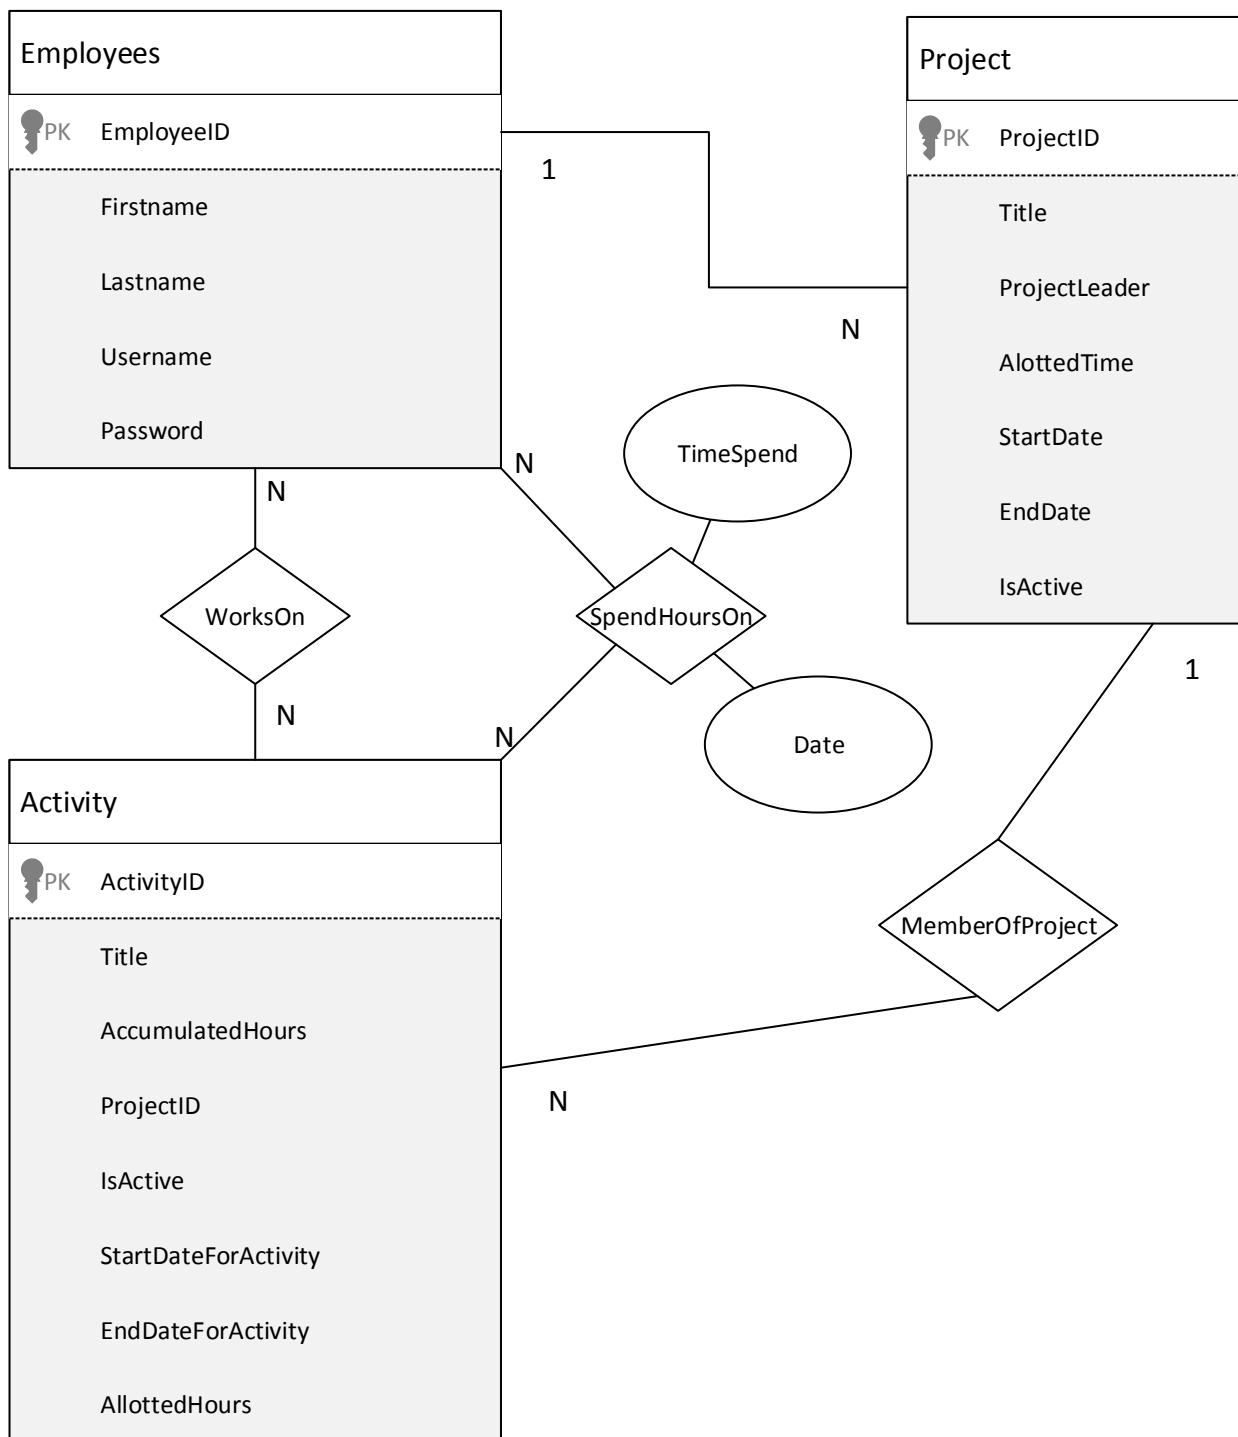 Employees
PK EmployeeID
Firstname
Lastname
Username
Password
1
N
Project
PK ProjectID
Title
ProjectLeader
AlottedTime
StartDate
EndDate
IsActive
N
WorksOn
N
N
SpendHoursOn
N
TimeSpend
Date
1
MemberOfProject
N
Activity
PK ActivityID
Title
AccumulatedHours
ProjectID
IsActive
StartDateForActivity
EndDateForActivity
AllottedHours